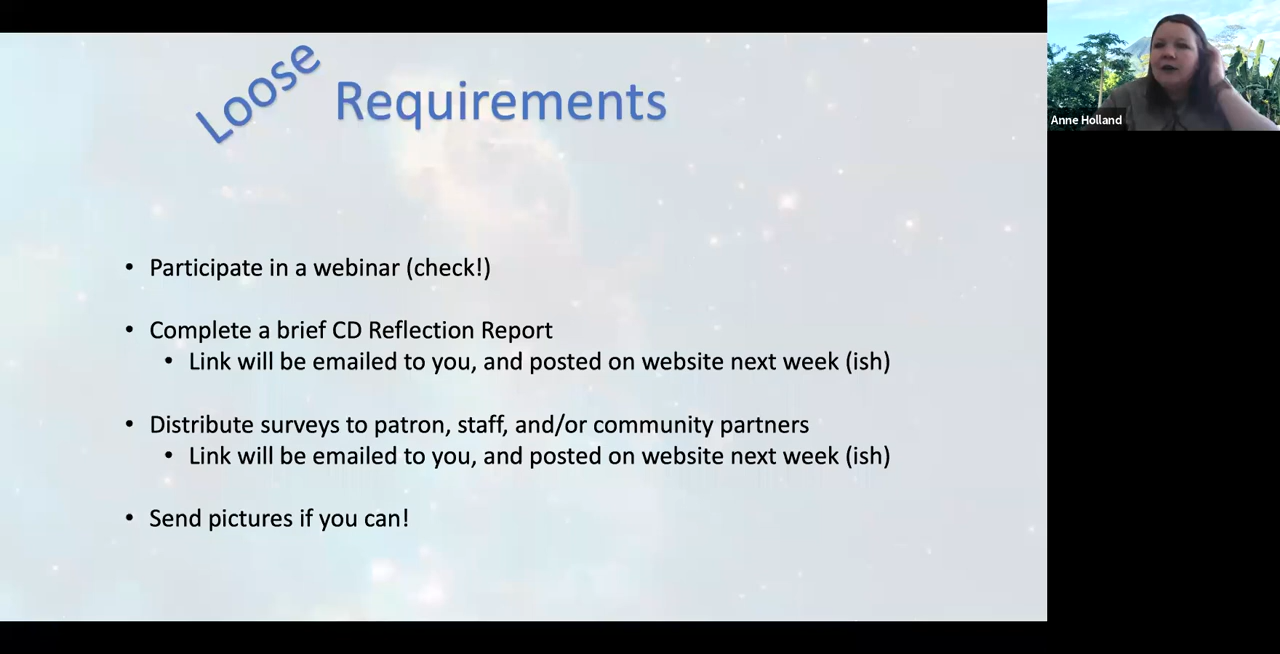 Loose Requirements
Anne Holland
• Participate in a webinar (check!)
• Complete a brief CD Reflection Report
• Link will be emailed to you, and posted on website next week (ish)
• Distribute surveys to patron, staff, and/or community partners
• Link will be emailed to you, and posted on website next week (ish)
• Send pictures if you can!